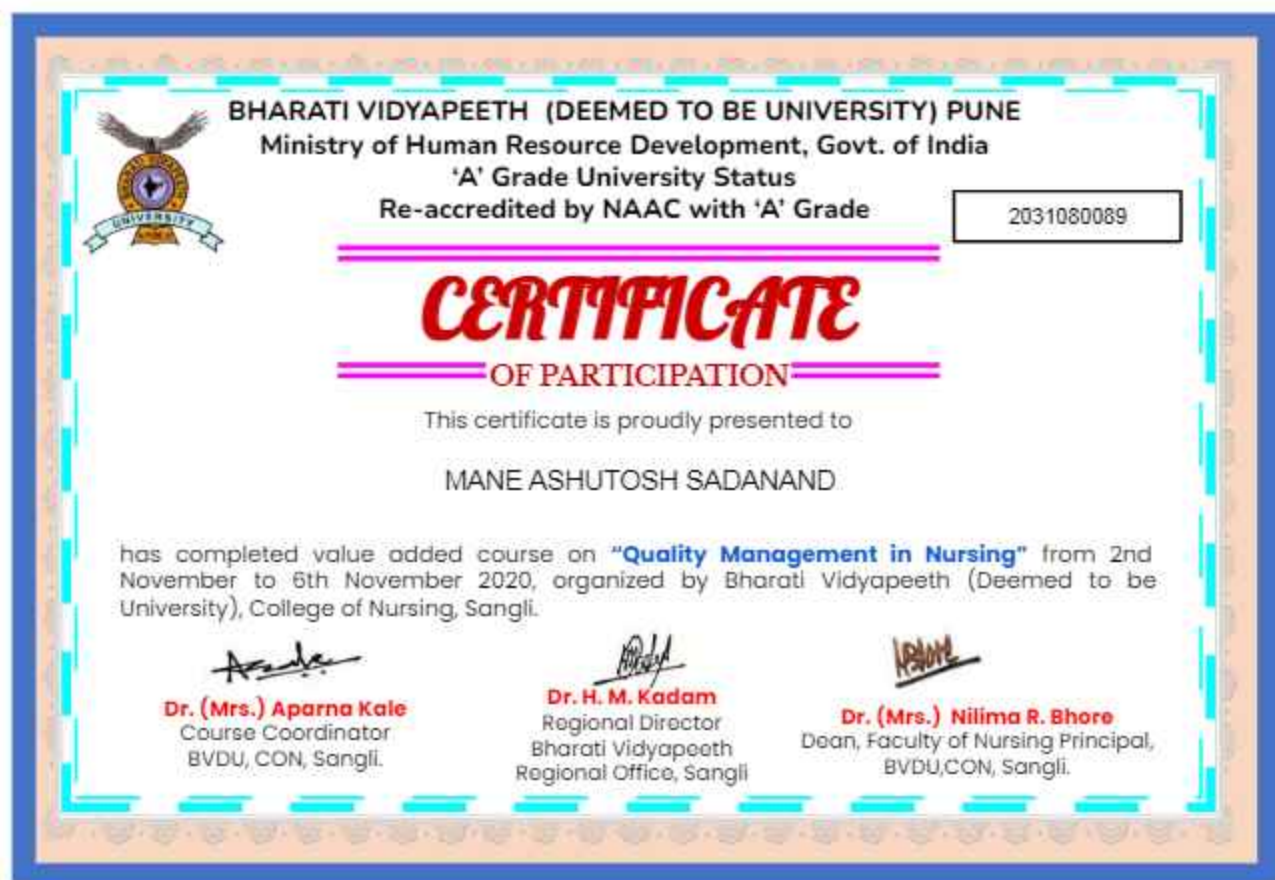 BHARATI VIDYAPEETH (DEEMED TO BE UNIVERSITY) PUNE
Ministry of Human Resource Development, Govt. of India
‘A’ Grade University Status
Re-accredited by NAAC with ‘A’ Grade
2031080089
BHARATI VIDYAPEETH
UNIVERSITY
CERTIFICATE
OF PARTICIPATION
This certificate is proudly presented to
MANE ASHUTOSH SADANAND
has completed value added course on “Quality Management in Nursing” from 2nd
November to 6th November 2020, organized by Bharati Vidyapeeth (Deemed to be
University), College of Nursing, Sangli.
Dr. (Mrs.) Aparna Kale
Course Coordinator
BVDU, CON, Sangli.
Dr. H. M. Kadam
Regional Director
Bharati Vidyapeeth
Regional Office, Sangli
Dr. (Mrs.) Nilima R. Bhore
Dean, Faculty of Nursing Principal,
BVDU,CON, Sangli.